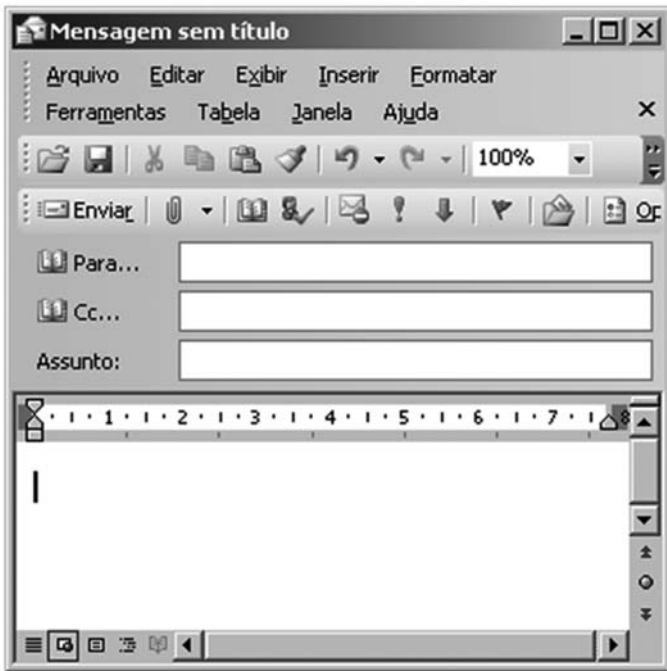 Mensagem sem título
Arquivo Editar Exibir Inserir Formatar
Ferramentas Tabela Janela Ajuda
100%
Enviar
Para...
Cc...
Assunto:
1 2 3 4 5 6 7 8